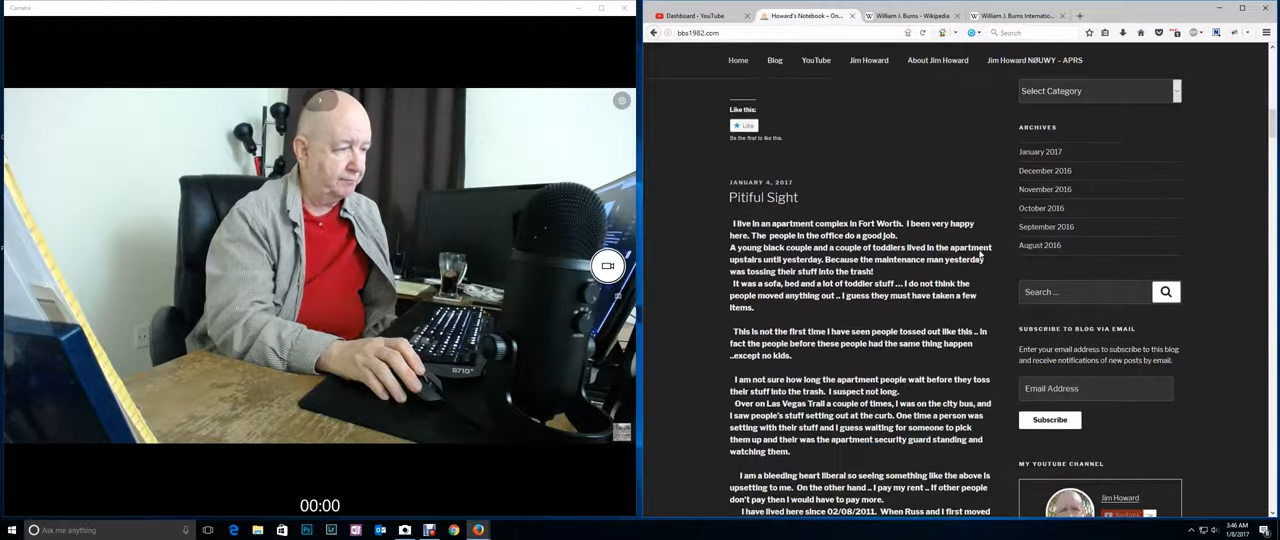 Camera
Dashboard - YouTube
Howard's Notebook – On...
William J. Burns - Wikipedia
William J. Burns Internatio...
bbs1982.com
Search
Home
Blog
YouTube
Jim Howard
About Jim Howard
Jim Howard NØUWY – APRS
Like this:
Like
Be the first to like this.
JANUARY 4, 2017
Pitiful Sight
I live in an apartment complex in Fort Worth. I been very happy
here. The people in the office do a good job.
A young black couple and a couple of toddlers lived in the apartment
upstairs until yesterday. Because the maintenance man yesterday
was tossing their stuff into the trash!
It was a sofa, bed and a lot of toddler stuff ... I do not think the
people moved anything out .. I guess they must have taken a few
items.
This is not the first time I have seen people tossed out like this .. in
fact the people before these people had the same thing happen
..except no kids.
I am not sure how long the apartment people wait before they toss
their stuff into the trash. I suspect not long.
Over on Las Vegas Trail a couple of times, I was on the city bus, and
I saw people's stuff setting out at the curb. One time a person was
setting with their stuff and I guess waiting for someone to pick
them up and their was the apartment security guard standing and
watching them.
I am a bleeding heart liberal so seeing something like the above is
upsetting to me. On the other hand .. I pay my rent .. If other people
don't pay then I would have to pay more.
I have lived here since 02/08/2011. When Russ and I first moved
Select Category
ARCHIVES
January 2017
December 2016
November 2016
October 2016
September 2016
August 2016
Search ...
SUBSCRIBE TO BLOG VIA EMAIL
Enter your email address to subscribe to this blog
and receive notifications of new posts by email.
Email Address
Subscribe
MY YOUTUBE CHANNEL
Jim Howard
G710+
00:00
Ask me anything
3:46 AM
1/8/2017